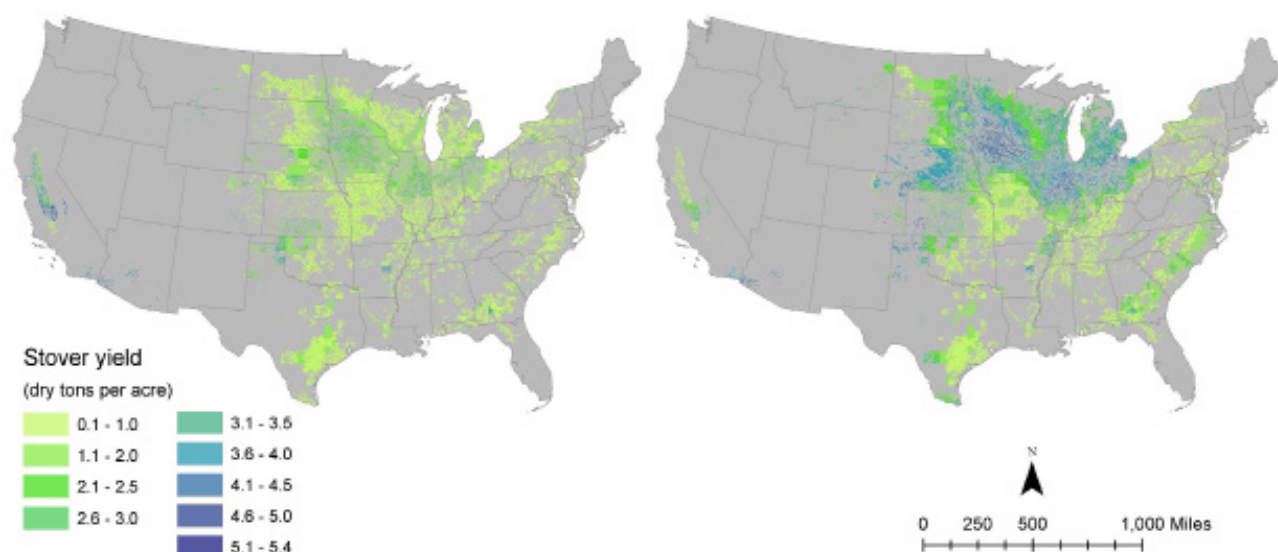 Stover yield
(dry tons per acre)
0.1 - 1.0
1.1 - 2.0
2.1 - 2.5
2.6 - 3.0
3.1 - 3.5
3.6 - 4.0
4.1 - 4.5
4.6 - 5.0
5.1 - 5.4
N
0 250 500 1,000 Miles